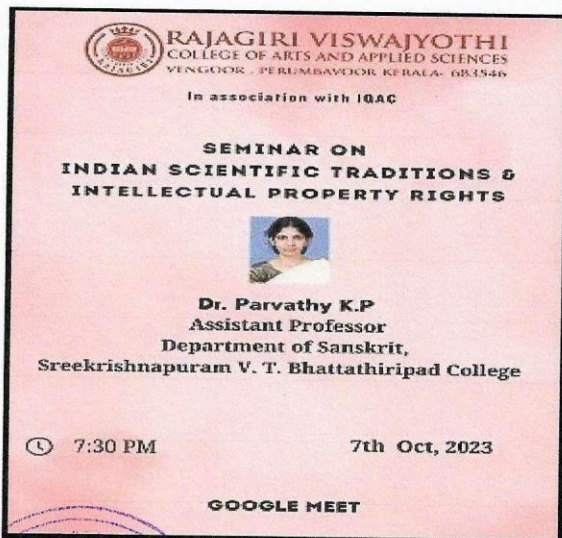 RAJAGIRI
RAJAGIRI VISWAJYOTHI
COLLEGE OF ARTS AND APPLIED SCIENCES
VENGOOR, PERUMBAVOOR KERALA- 683546
In association with IQAC
SEMINAR ON
INDIAN SCIENTIFIC TRADITIONS &
INTELLECTUAL PROPERTY RIGHTS
Dr. Parvathy K.P
Assistant Professor
Department of Sanskrit,
Sreekrishnapuram V. T. Bhattathiripad College
7:30 PM 7th Oct, 2023
GOOGLE MEET